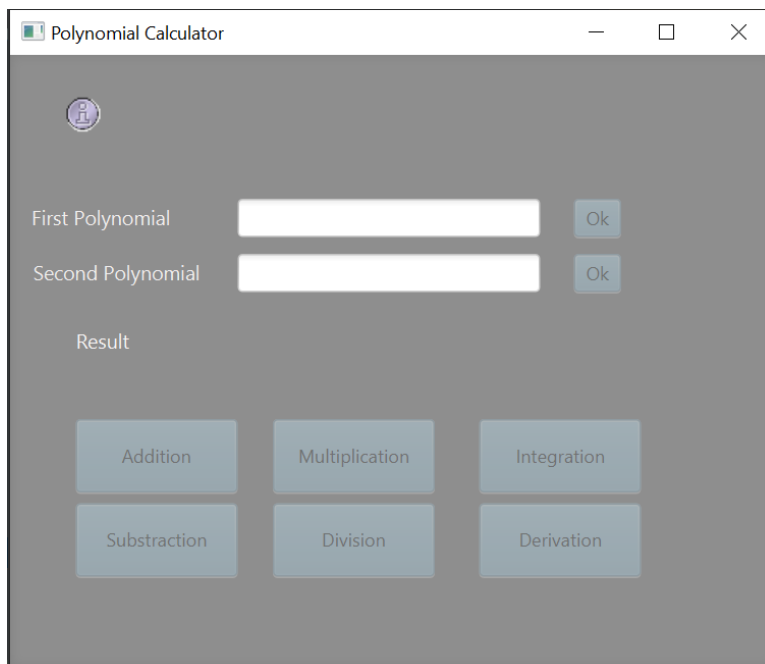 Polynomial Calculator
First Polynomial Ok
Second Polynomial Ok
Result
Addition Multiplication Integration
Substraction Division Derivation